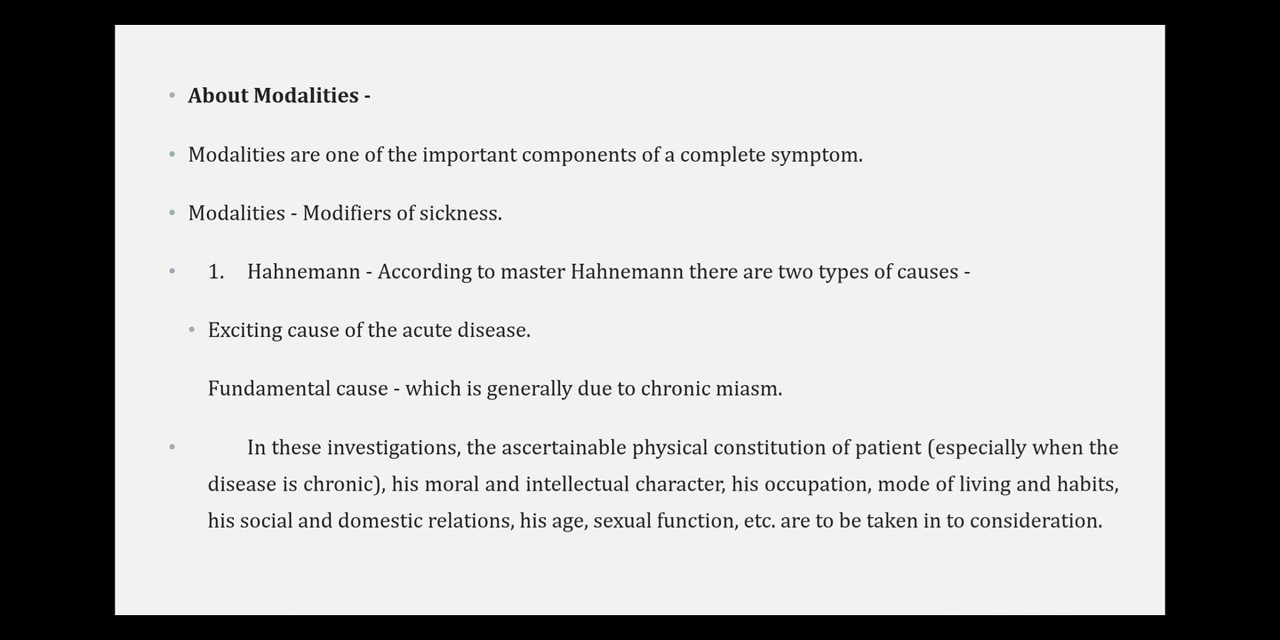 • About Modalities -
• Modalities are one of the important components of a complete symptom.
• Modalities - Modifiers of sickness.
• 1. Hahnemann - According to master Hahnemann there are two types of causes -
• Exciting cause of the acute disease.
Fundamental cause - which is generally due to chronic miasm.
• In these investigations, the ascertainable physical constitution of patient (especially when the
disease is chronic), his moral and intellectual character, his occupation, mode of living and habits,
his social and domestic relations, his age, sexual function, etc. are to be taken in to consideration.